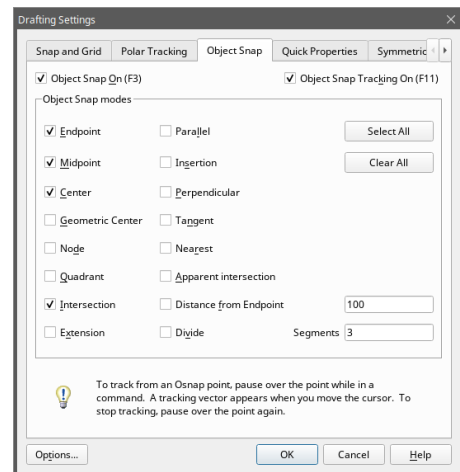 Drafting Settings
Snap and Grid Polar Tracking Object Snap Quick Properties Symmetric
Object Snap On (F3) Object Snap Tracking On (F11)
Object Snap modes
Endpoint Parallel Select All
Midpoint Insertion Clear All
Center Perpendicular
Geometric Center Tangent
Node Nearest
Quadrant Apparent intersection
Intersection Distance from Endpoint 100
Extension Divide Segments 3
To track from an Osnap point, pause over the point while in a
command. A tracking vector appears when you move the cursor. To
stop tracking, pause over the point again.
Options... OK Cancel Help